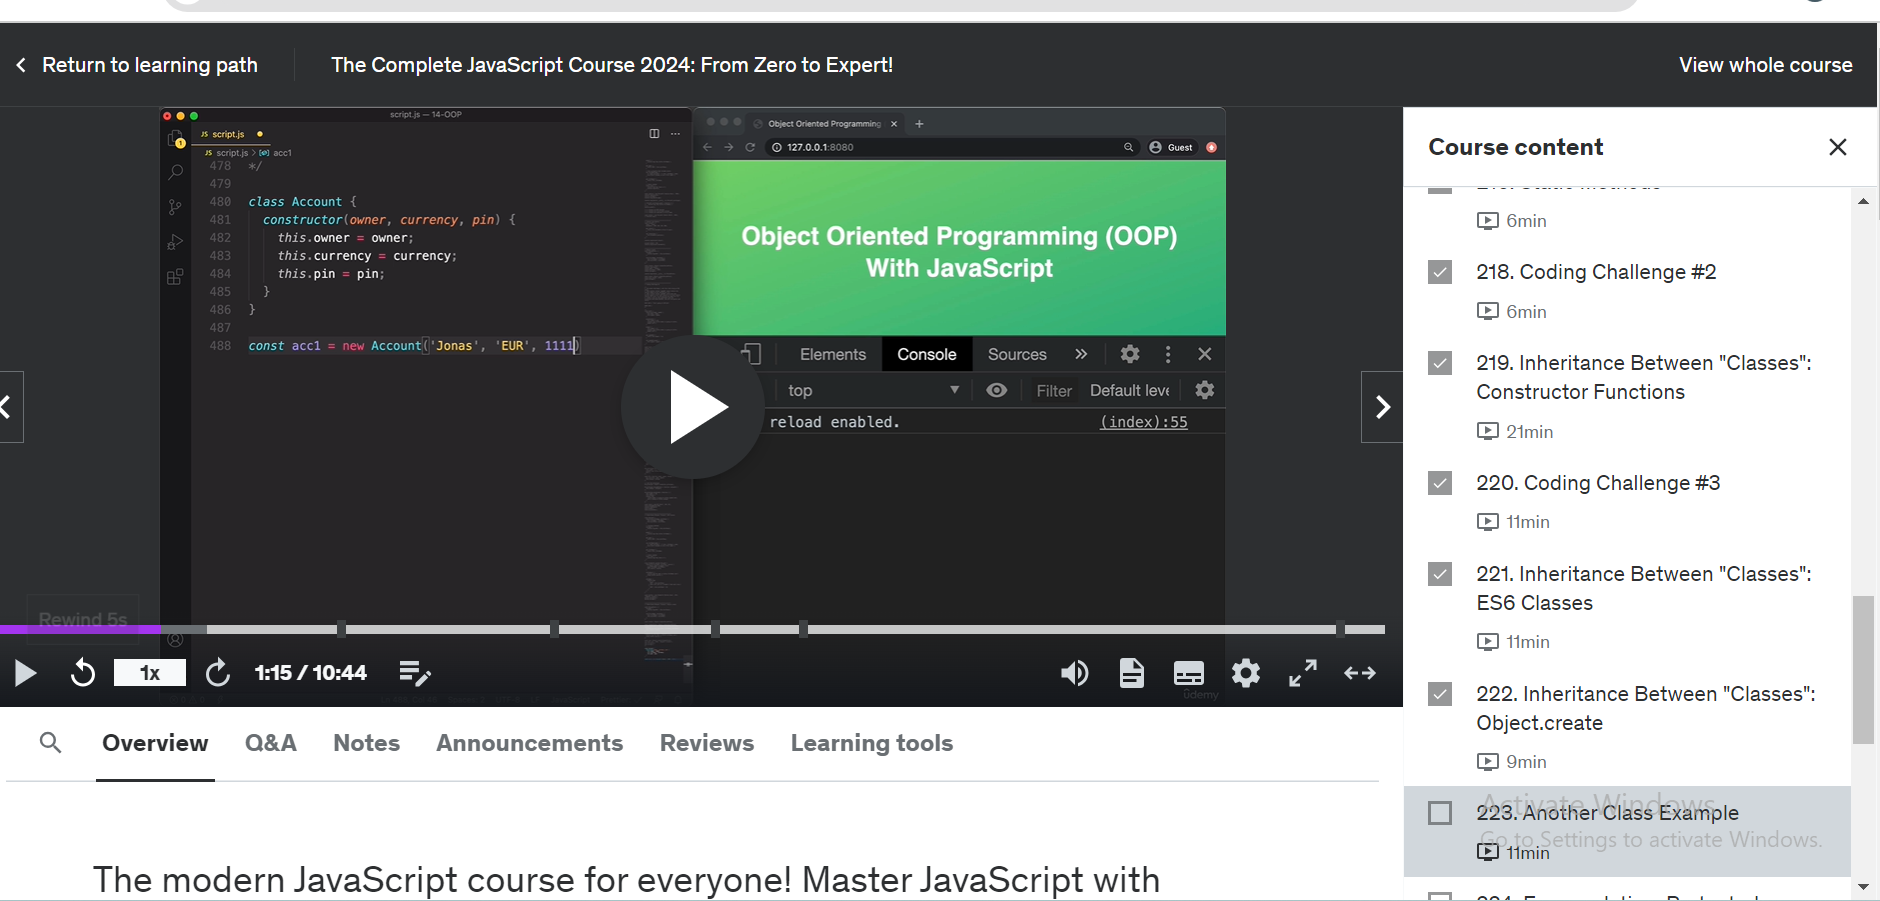 Return to learning path
The Complete JavaScript Course 2024: From Zero to Expert!
View whole course
script.js — 14-OOP
JS script.js
JS script.js > acc1
478 */
479
480 class Account {
481 constructor(owner, currency, pin) {
482 this.owner = owner;
483 this.currency = currency;
484 this.pin = pin;
485 }
486 }
487
488 const acc1 = new Account('Jonas', 'EUR', 1111)
Object Oriented Programming
127.0.0.1:8080
Guest
Object Oriented Programming (OOP)
With JavaScript
Elements Console Sources
top Filter Default leve
reload enabled. (index):55
Rewind 5s
1x
1:15 / 10:44
udemy
Overview Q&A Notes Announcements Reviews Learning tools
The modern JavaScript course for everyone! Master JavaScript with
Course content
6min
218. Coding Challenge #2
6min
219. Inheritance Between "Classes":
Constructor Functions
21min
220. Coding Challenge #3
11min
221. Inheritance Between "Classes":
ES6 Classes
11min
222. Inheritance Between "Classes":
Object.create
9min
223. Another Class Example
11min
Activate Windows
Go to Settings to activate Windows.